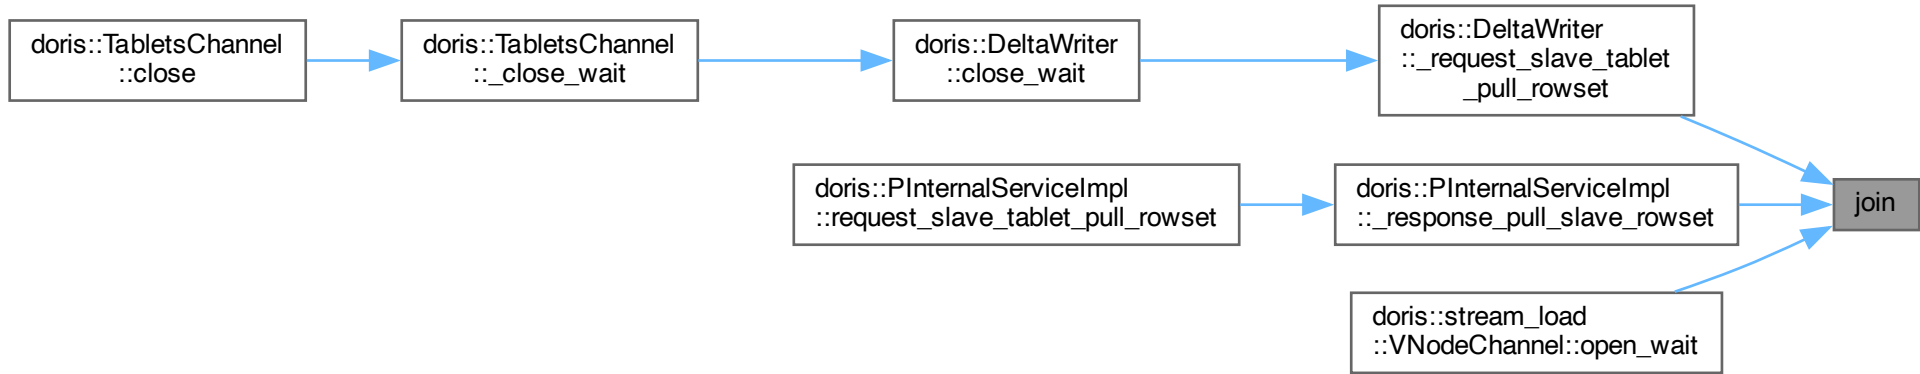 doris::TabletsChannel
::close
doris::TabletsChannel
::_close_wait
doris::DeltaWriter
::close_wait
doris::DeltaWriter
::_request_slave_tablet
_pull_rowset
doris::PInternalServiceImpl
::request_slave_tablet_pull_rowset
doris::PInternalServiceImpl
::_response_pull_slave_rowset
join
doris::stream_load
::VNodeChannel::open_wait